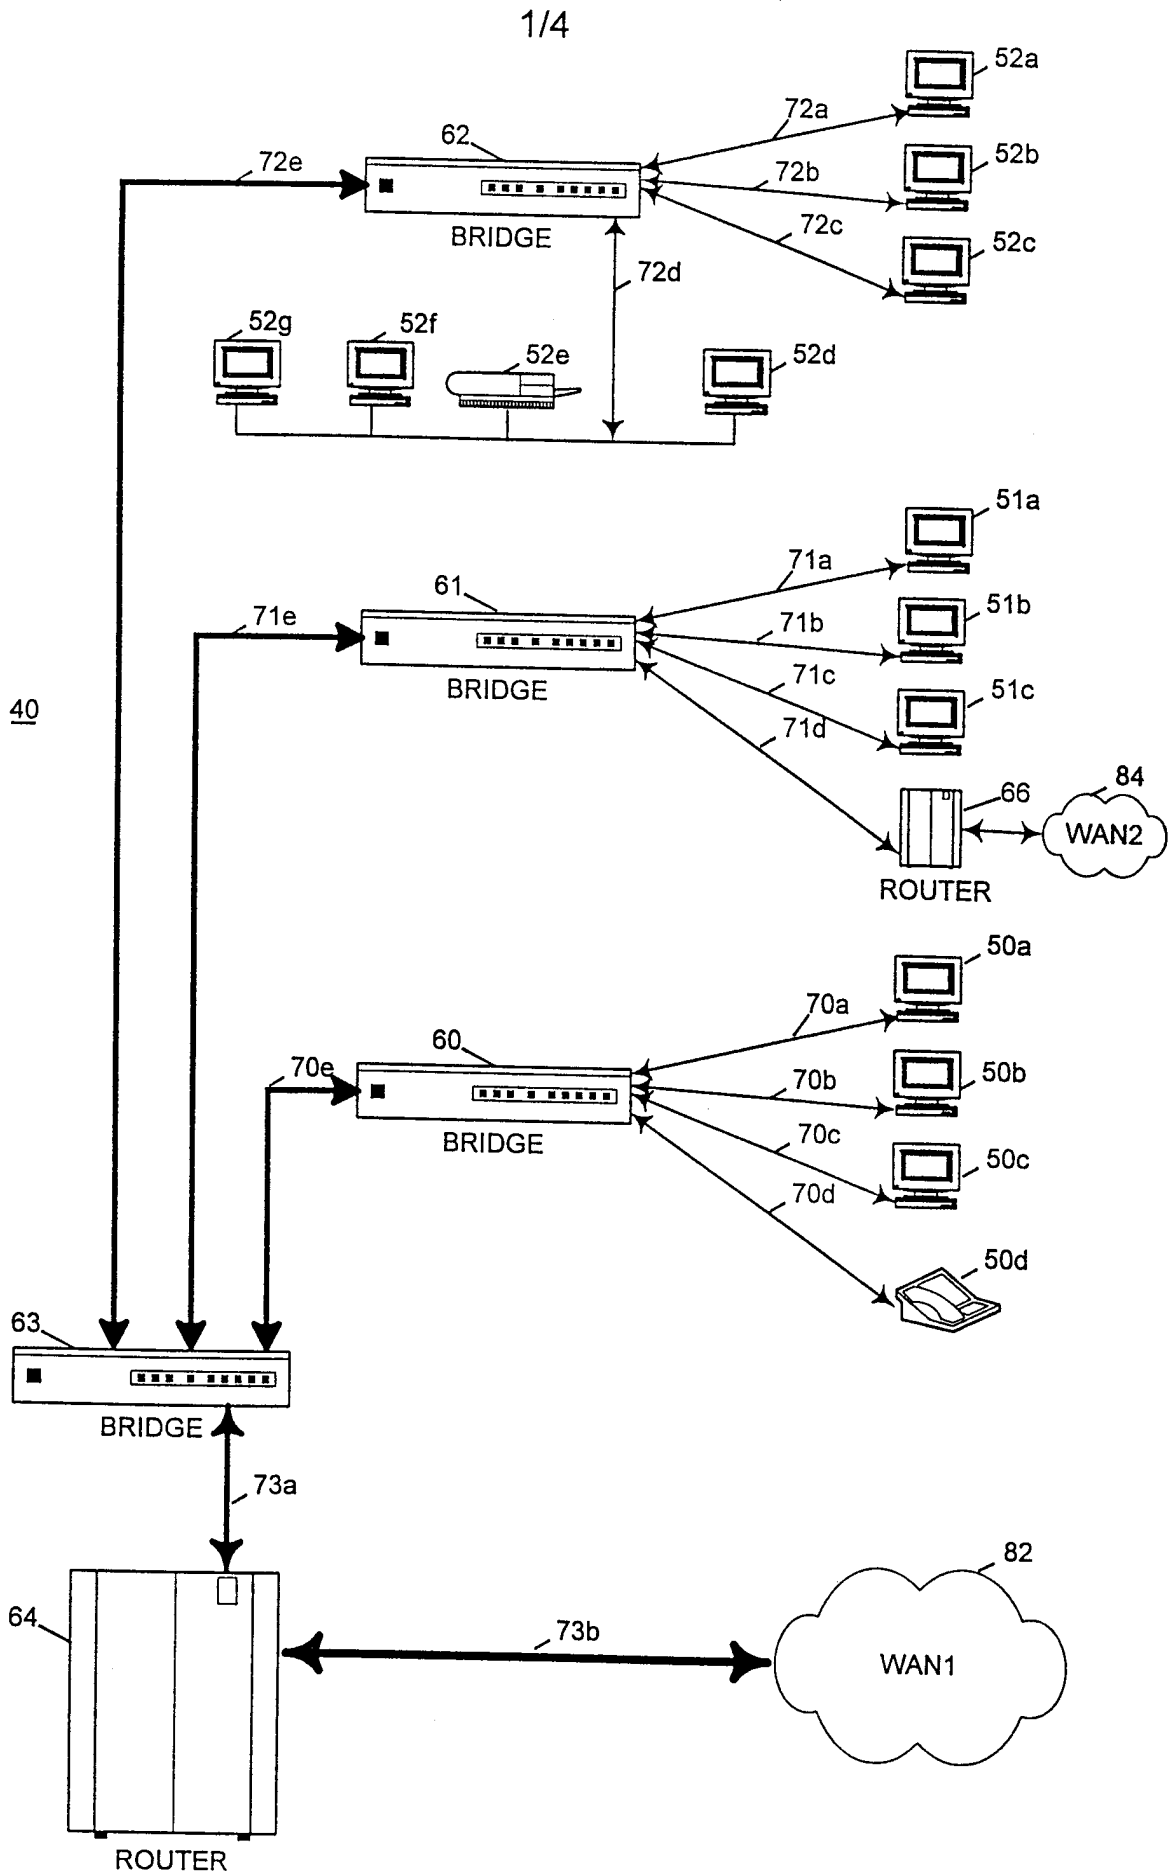 1/4
52a
72a
62
72e
52b
72b
BRIDGE
72c
52c
72d
52g
52f
52e
52d
51a
71a
61
71e
51b
71b
BRIDGE
71c
51c
40
71d
84
66
WAN2
ROUTER
50a
70a
60
70e
70b
50b
BRIDGE
70c
50c
70d
50d
63
BRIDGE
73a
82
64
73b
WAN1
ROUTER